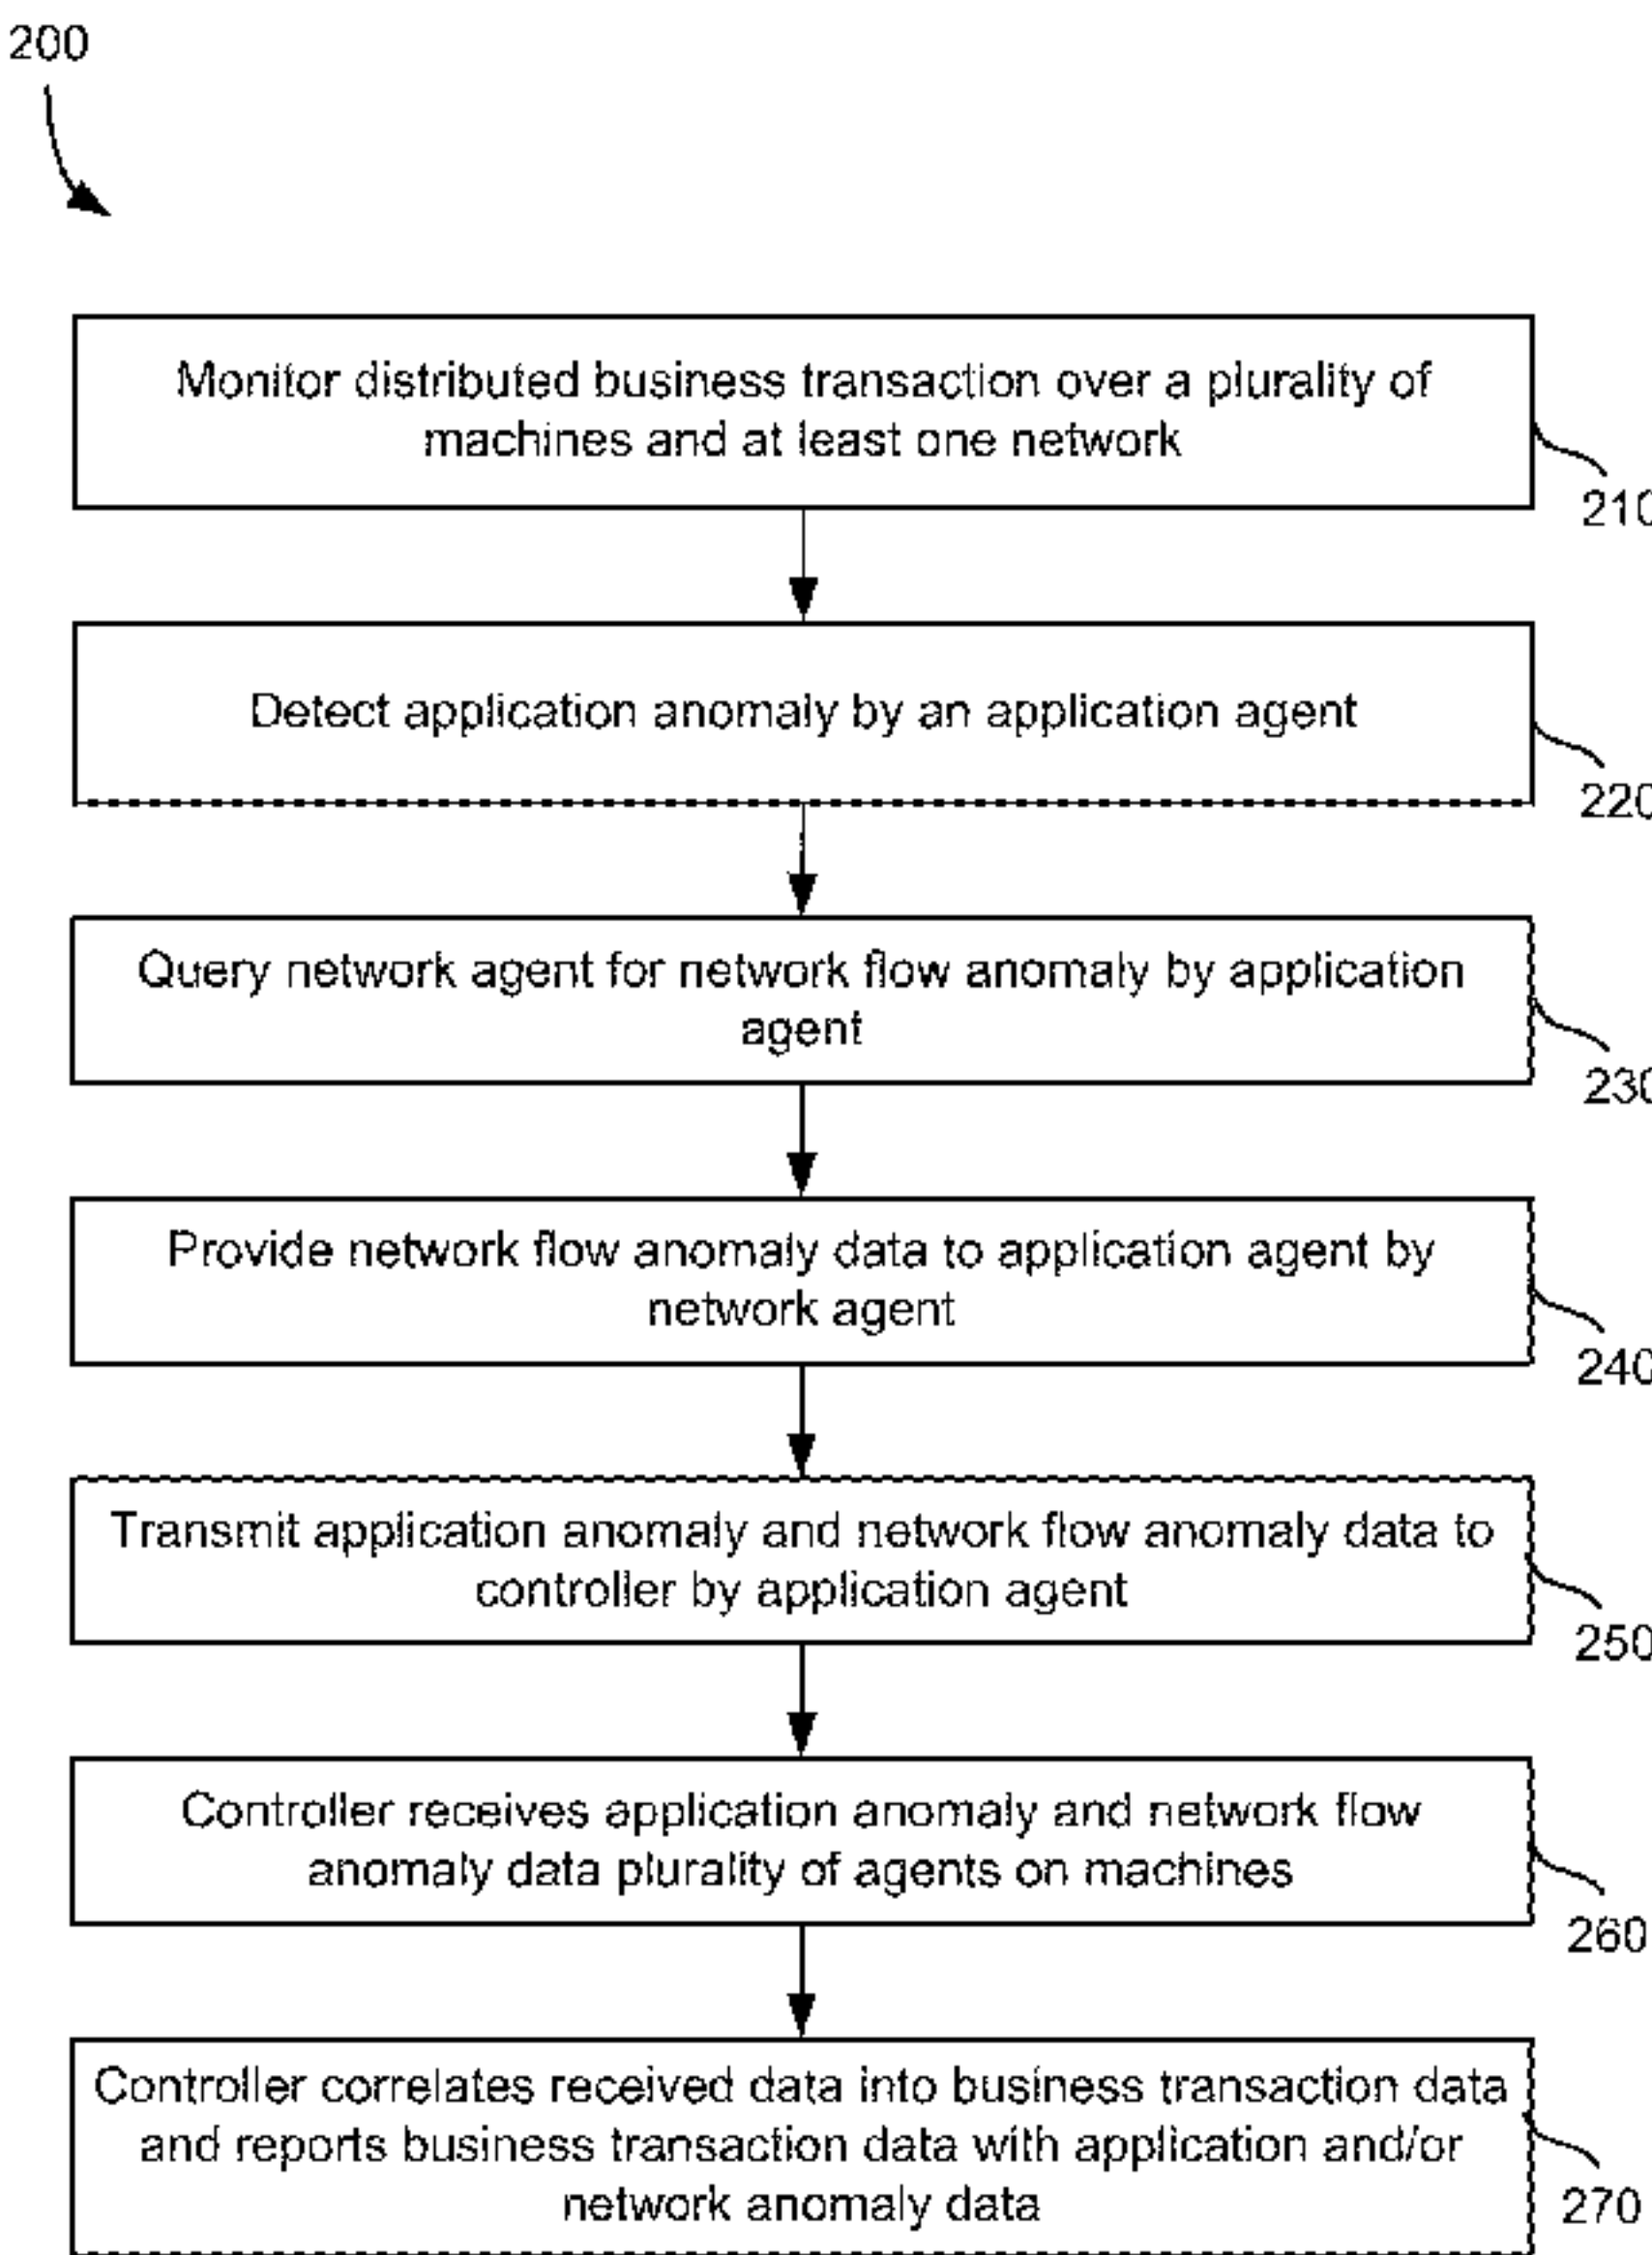 200
Monitor distributed business transaction over a plurality of
machines and at least one network
210
Detect application anomaly by an application agent
220
Query network agent for network flow anomaly by application
agent
230
Provide network flow anomaly data to application agent by
network agent
240
Transmit application anomaly and network flow anomaly data to
controller by application agent
250
Controller receives application anomaly and network flow
anomaly data plurality of agents on machines
260
Controller correlates received data into business transaction data
and reports business transaction data with application and/or
network anomaly data
270